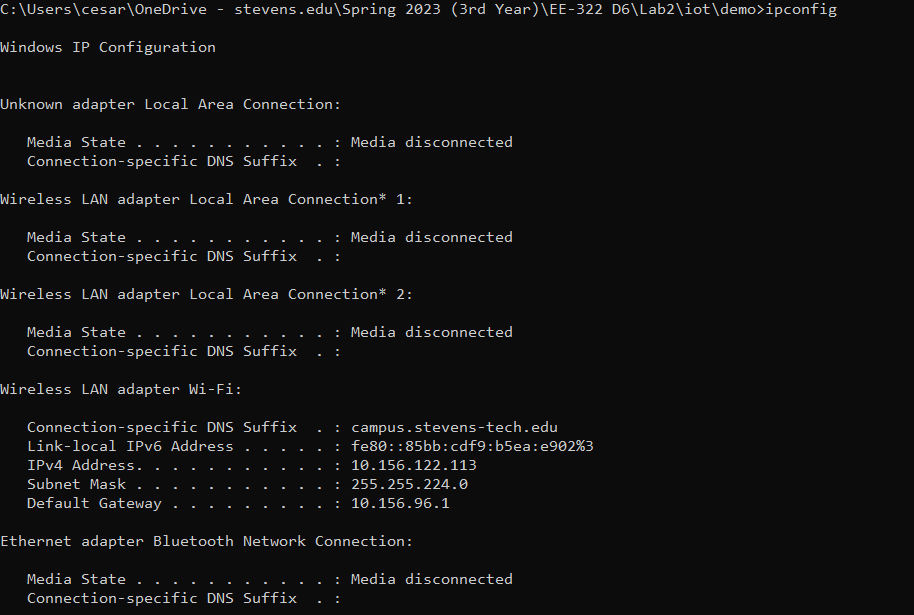 C:\Users\cesar\OneDrive - stevens.edu\Spring 2023 (3rd Year)\EE-322 D6\Lab2\iot\demo>ipconfig
Windows IP Configuration
Unknown adapter Local Area Connection:
   Media State . . . . . . . . . . . : Media disconnected
   Connection-specific DNS Suffix  . :
Wireless LAN adapter Local Area Connection* 1:
   Media State . . . . . . . . . . . : Media disconnected
   Connection-specific DNS Suffix  . :
Wireless LAN adapter Local Area Connection* 2:
   Media State . . . . . . . . . . . : Media disconnected
   Connection-specific DNS Suffix  . :
Wireless LAN adapter Wi-Fi:
   Connection-specific DNS Suffix  . : campus.stevens-tech.edu
   Link-local IPv6 Address . . . . . : fe80::85bb:cdf9:b5ea:e902%3
   IPv4 Address. . . . . . . . . . . : 10.156.122.113
   Subnet Mask . . . . . . . . . . . : 255.255.224.0
   Default Gateway . . . . . . . . . : 10.156.96.1
Ethernet adapter Bluetooth Network Connection:
   Media State . . . . . . . . . . . : Media disconnected
   Connection-specific DNS Suffix  . :